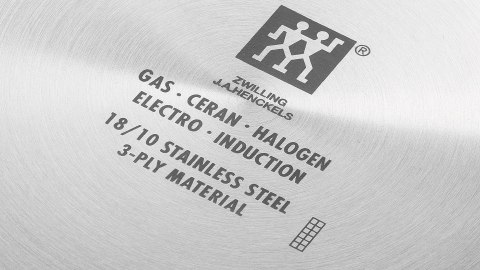 ®
ZWILLING
J.A.HENCKELS
GAS · CERAN · HALOGEN
ELECTRO · INDUCTION
18/10 STAINLESS STEEL
3-PLY MATERIAL